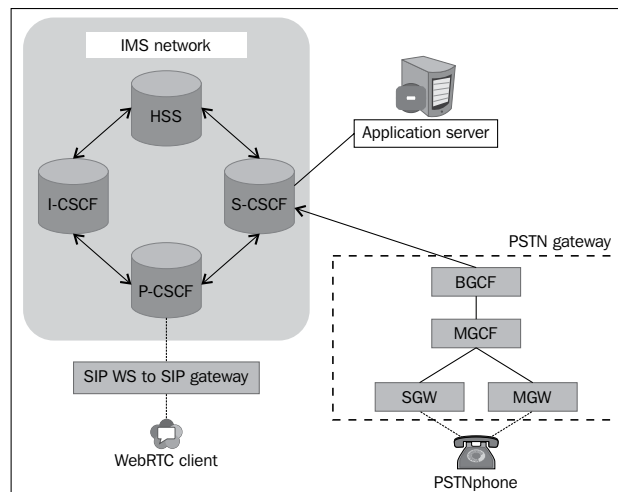 IMS network
HSS
Application server
I-CSCF
S-CSCF
PSTN gateway
P-CSCF
BGCF
MGCF
SIP WS to SIP gateway
SGW
MGW
WebRTC client
PSTNphone